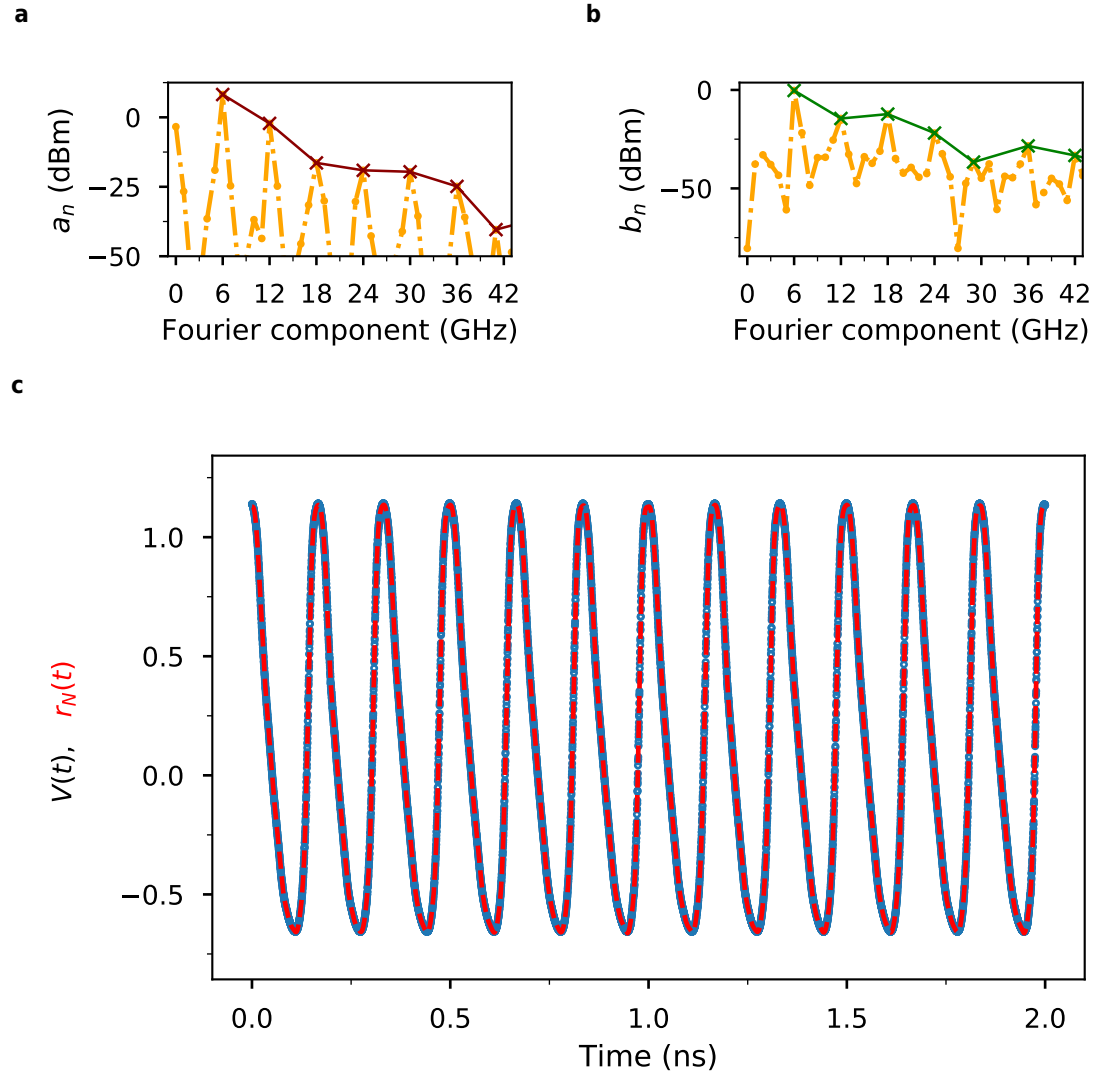 a
b
a_n (dBm)
0
−25
−50
0 6 12 18 24 30 36 42
Fourier component (GHz)
b_n (dBm)
0
−50
0 6 12 18 24 30 36 42
Fourier component (GHz)
c
V(t), r_N(t)
1.0
0.5
0.0
−0.5
0.0 0.5 1.0 1.5 2.0
Time (ns)